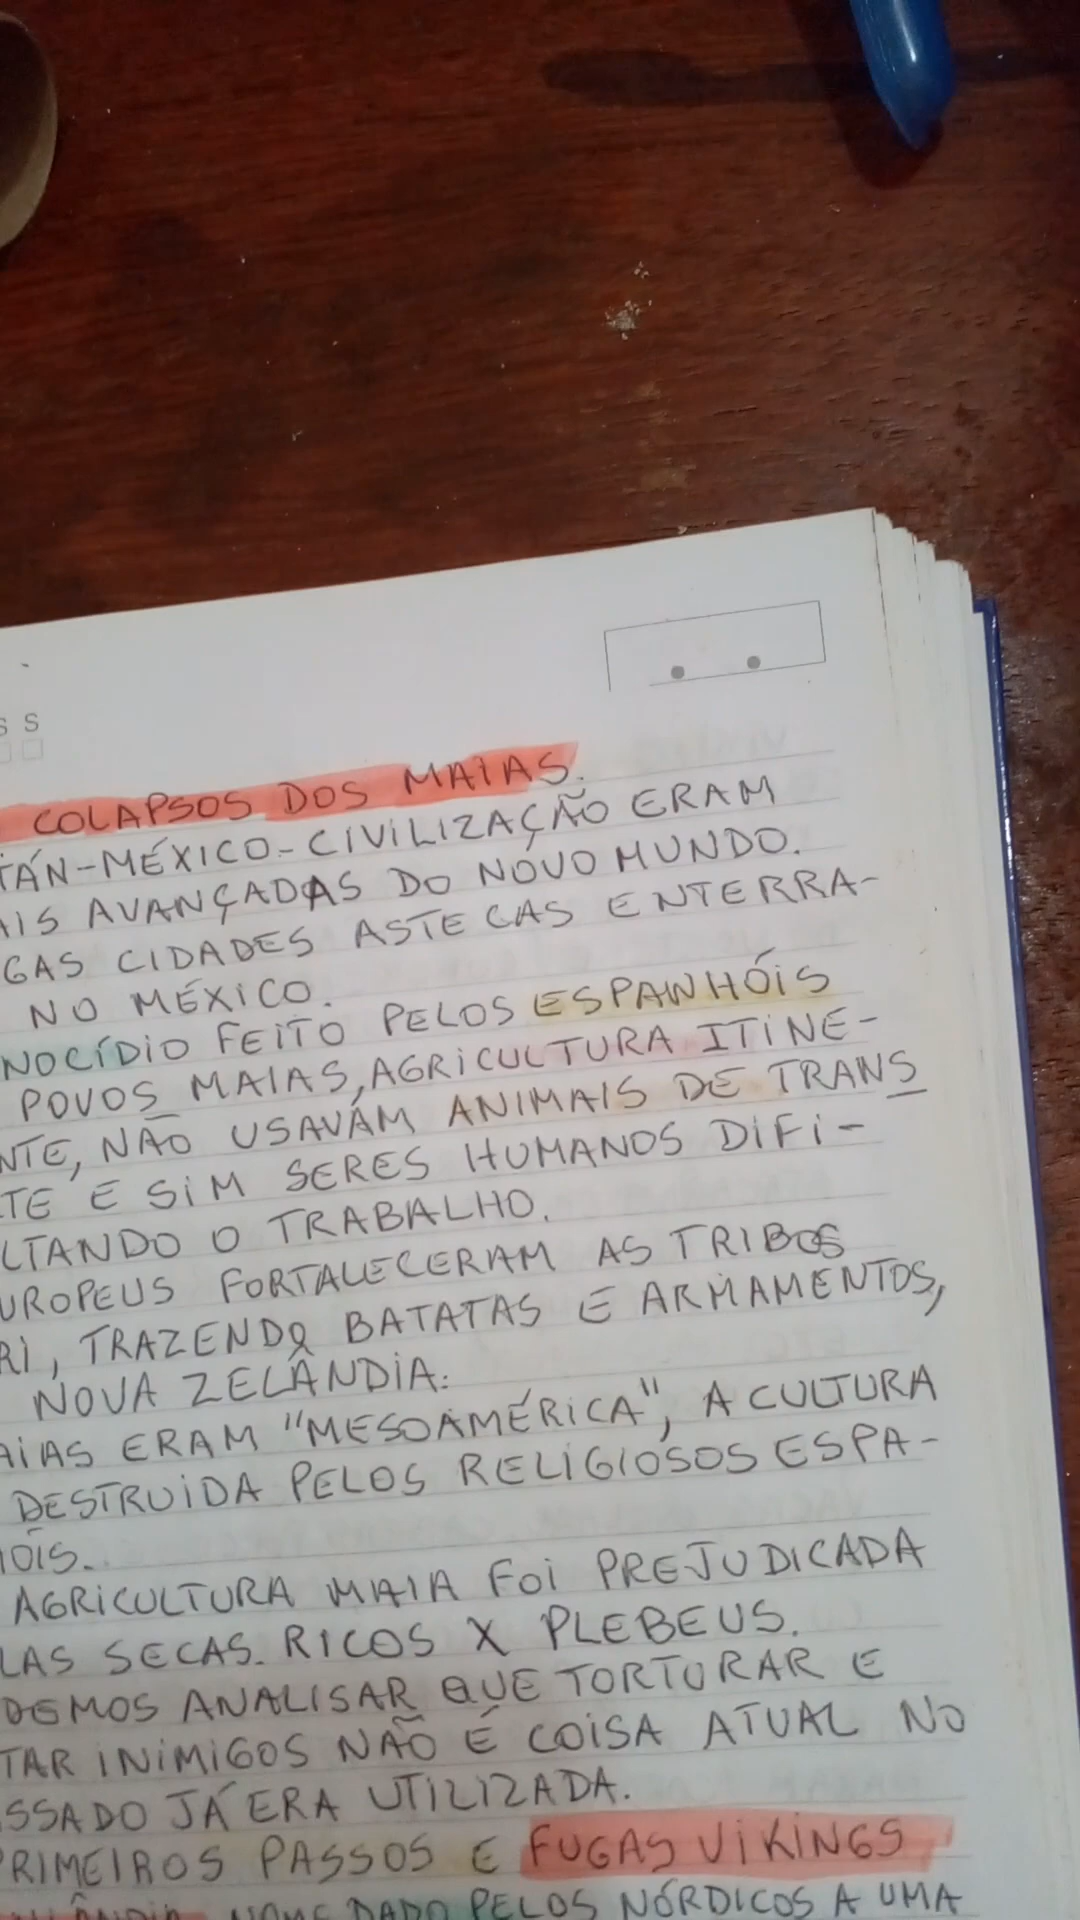 S S
COLAPSOS DOS MAIAS.
TÁN-MÉXICO-CIVILIZAÇÃO ERAM
AIS AVANÇADAS DO NOVO MUNDO.
GAS CIDADES ASTECAS ENTERRA-
NO MÉXICO.
NOCÍDIO FEITO PELOS ESPANHÓIS
POVOS MAIAS, AGRICULTURA ITINE-
NTE, NÃO USAVAM ANIMAIS DE TRANS
TE E SIM SERES HUMANOS DIFI-
LTANDO O TRABALHO.
UROPEUS FORTALECERAM AS TRIBOS
RI, TRAZENDO BATATAS E ARMAMENTOS,
NOVA ZELÂNDIA.
AIAS ERAM "MESOAMÉRICA", A CULTURA
DESTRUIDA PELOS RELIGIOSOS ESPA-
HÓIS.
AGRICULTURA MAIA FOI PREJUDICADA
LAS SECAS. RICOS X PLEBEUS.
DEMOS ANALISAR QUE TORTURAR E
TAR INIMIGOS NÃO É COISA ATUAL NO
SSADO JÁ ERA UTILIZADA.
PRIMEIROS PASSOS E FUGAS VIKINGS
DADO PELOS NÓRDICOS A UMA